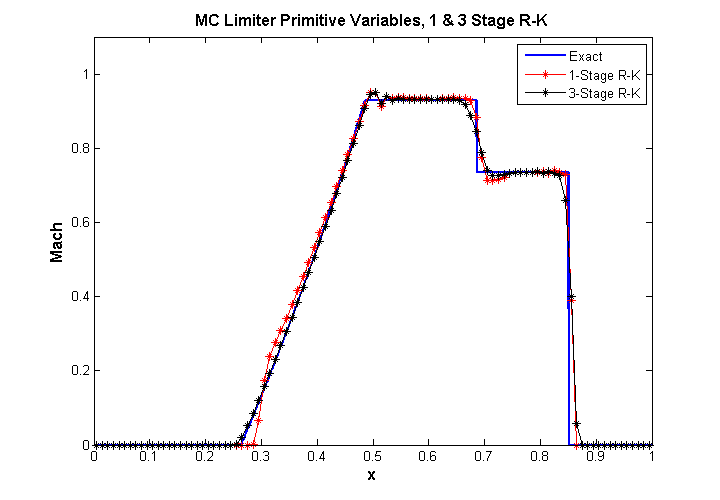 MC Limiter Primitive Variables, 1 & 3 Stage R-K
Exact
1-Stage R-K
3-Stage R-K
1
0.8
0.6
0.4
0.2
0
Mach
0 0.1 0.2 0.3 0.4 0.5 0.6 0.7 0.8 0.9 1
x